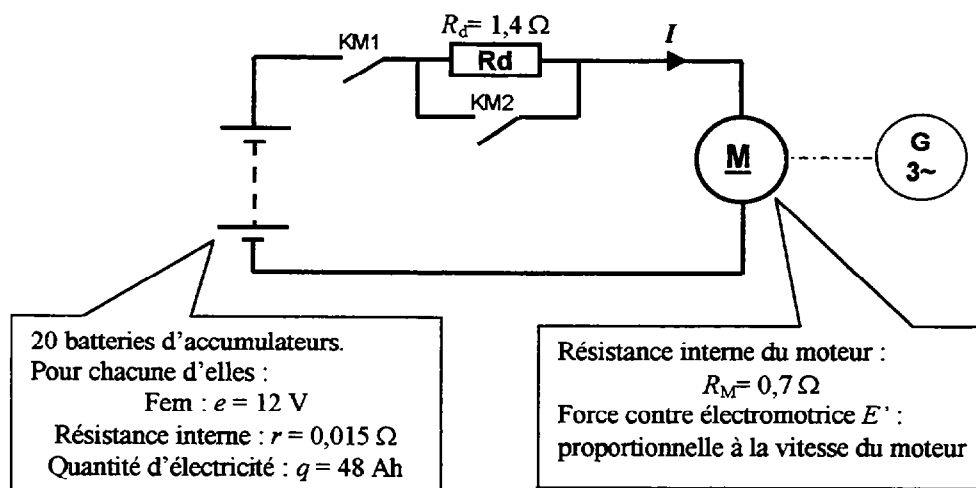 R_d= 1,4 Ω
KM1
Rd
I
KM2
M
G
3~
20 batteries d'accumulateurs.
Pour chacune d'elles :
Fem : e = 12 V
Résistance interne : r = 0,015 Ω
Quantité d'électricité : q = 48 Ah
Résistance interne du moteur :
R_M= 0,7 Ω
Force contre électromotrice E' :
proportionnelle à la vitesse du moteur